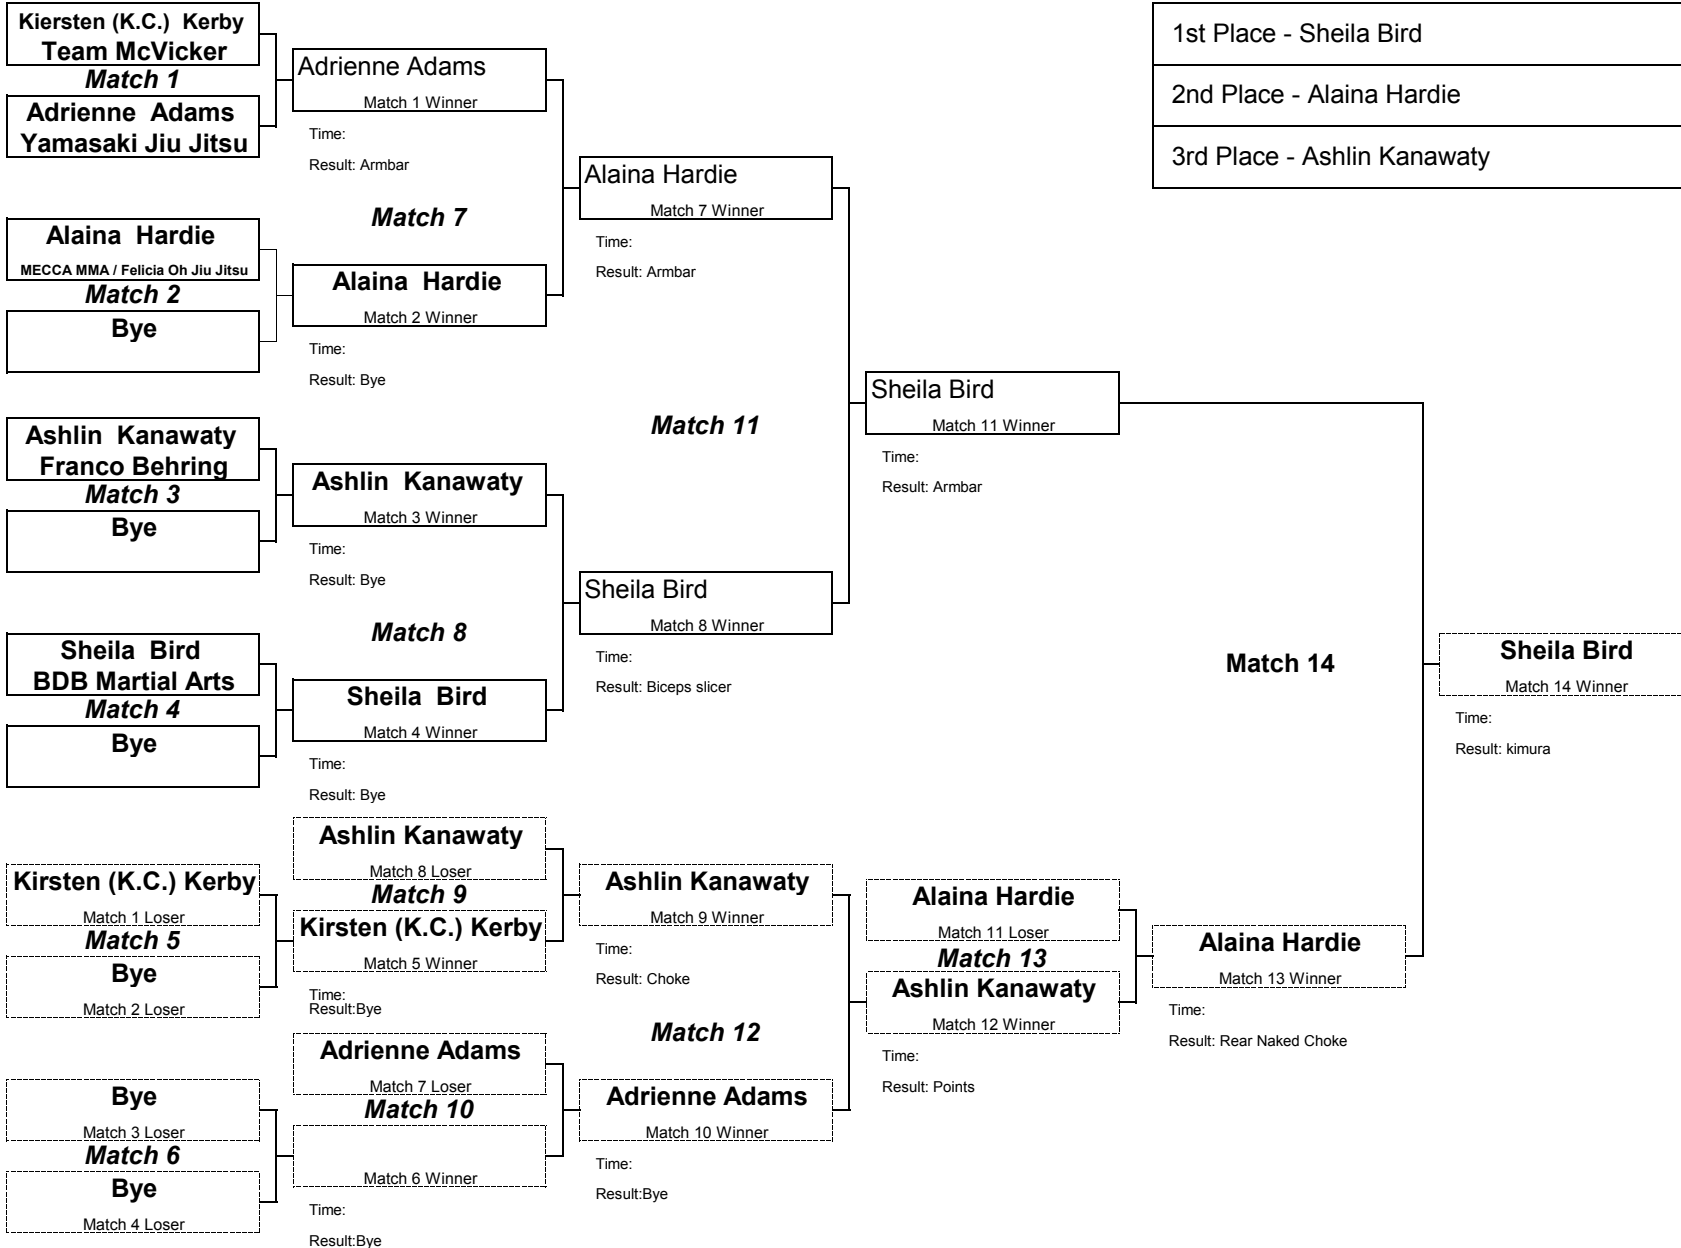 Kiersten (K.C.) Kerby
Team McVicker
Match 1
Adrienne Adams
Yamasaki Jiu Jitsu
Alaina Hardie
MECCA MMA / Felicia Oh Jiu Jitsu
Match 2
Bye
Ashlin Kanawaty
Franco Behring
Match 3
Bye
Sheila Bird
BDB Martial Arts
Match 4
Bye
Kirsten (K.C.) Kerby
Match 1 Loser
Match 5
Bye
Match 2 Loser
Bye
Match 3 Loser
Match 6
Bye
Match 4 Loser
Adrienne Adams
Match 1 Winner
Time:
Result: Armbar
Match 7
Alaina Hardie
Match 2 Winner
Time:
Result: Bye
Ashlin Kanawaty
Match 3 Winner
Time:
Result: Bye
Match 8
Sheila Bird
Match 4 Winner
Time:
Result: Bye
Ashlin Kanawaty
Match 8 Loser
Match 9
Kirsten (K.C.) Kerby
Match 5 Winner
Time:
Result:Bye
Adrienne Adams
Match 7 Loser
Match 10
Match 6 Winner
Time:
Result:Bye
Alaina Hardie
Match 7 Winner
Time:
Result: Armbar
Match 11
Sheila Bird
Match 8 Winner
Time:
Result: Biceps slicer
Ashlin Kanawaty
Match 9 Winner
Time:
Result: Choke
Match 12
Adrienne Adams
Match 10 Winner
Time:
Result:Bye
Sheila Bird
Match 11 Winner
Time:
Result: Armbar
Alaina Hardie
Match 11 Loser
Match 13
Ashlin Kanawaty
Match 12 Winner
Time:
Result: Points
1st Place - Sheila Bird
2nd Place - Alaina Hardie
3rd Place - Ashlin Kanawaty
Match 14
Alaina Hardie
Match 13 Winner
Time:
Result: Rear Naked Choke
Sheila Bird
Match 14 Winner
Time:
Result: kimura